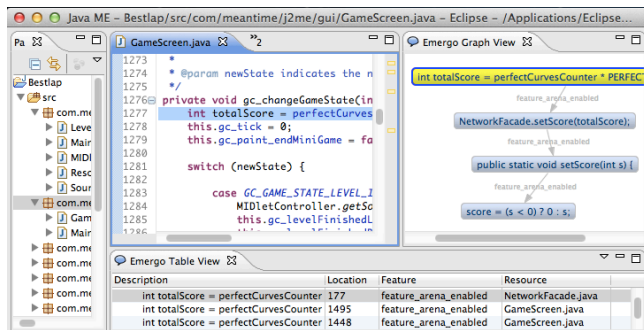 Java ME - Bestlap/src/com/meantime/j2me/gui/GameScreen.java - Eclipse - /Applications/Eclipse...
Pa
Bestlap
src
com.me
Leve
Main
MIDl
Resc
Sour
com.me
Gam
Mair
com.me
com.me
com.me
com.me
GameScreen.java
»2
1273 *
1274 * @param newState indicates the n
1275 */
1276 private void gc_changeGameState(in
1277 int totalScore = perfectCurves
1278 this.gc_tick = 0;
1279 this.gc_paint_endMiniGame = fa
1280
1281 switch (newState) {
1282
1283 case GC_GAME_STATE_LEVEL_I
1284 MIDletController.getSc
1285 this.gc_levelFinishedL
1286
Emergo Graph View
int totalScore = perfectCurvesCounter * PERFECT
feature_arena_enabled
NetworkFacade.setScore(totalScore);
feature_arena_enabled
public static void setScore(int s) {
feature_arena_enabled
score = (s < 0) ? 0 : s;
Emergo Table View
Description Location Feature Resource
int totalScore = perfectCurvesCounter 177 feature_arena_enabled NetworkFacade.java
int totalScore = perfectCurvesCounter 1495 feature_arena_enabled GameScreen.java
int totalScore = perfectCurvesCounter 1448 feature_arena_enabled GameScreen.java